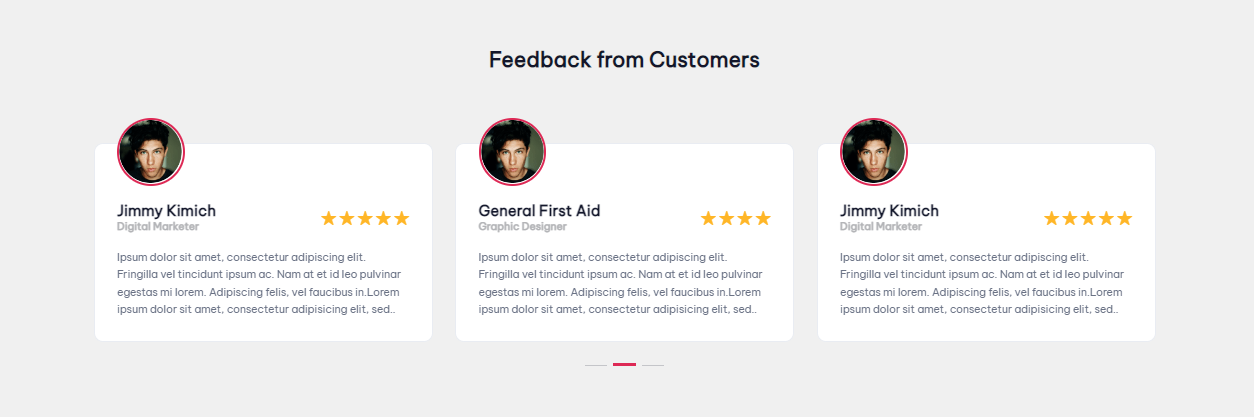 Feedback from Customers
Jimmy Kimich
Digital Marketer
Ipsum dolor sit amet, consectetur adipiscing elit.
Fringilla vel tincidunt ipsum ac. Nam at et id leo pulvinar
egestas mi lorem. Adipiscing felis, vel faucibus in.Lorem
ipsum dolor sit amet, consectetur adipisicing elit, sed..
General First Aid
Graphic Designer
Ipsum dolor sit amet, consectetur adipiscing elit.
Fringilla vel tincidunt ipsum ac. Nam at et id leo pulvinar
egestas mi lorem. Adipiscing felis, vel faucibus in.Lorem
ipsum dolor sit amet, consectetur adipisicing elit, sed..
Jimmy Kimich
Digital Marketer
Ipsum dolor sit amet, consectetur adipiscing elit.
Fringilla vel tincidunt ipsum ac. Nam at et id leo pulvinar
egestas mi lorem. Adipiscing felis, vel faucibus in.Lorem
ipsum dolor sit amet, consectetur adipisicing elit, sed..